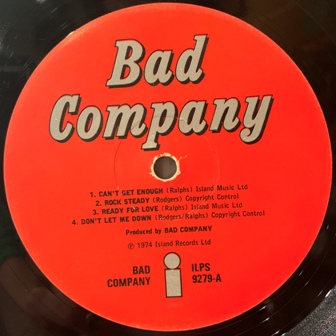 Bad
Company
1. CAN'T GET ENOUGH (Ralphs) Island Music Ltd
2. ROCK STEADY (Rodgers) Copyright Control
3. READY FOR LOVE (Ralphs) Island Music Ltd
4. DON'T LET ME DOWN (Rodgers/Ralphs) Copyright Control
Produced by BAD COMPANY
℗ 1974 Island Records Ltd
BAD COMPANY
i
ILPS 9279-A